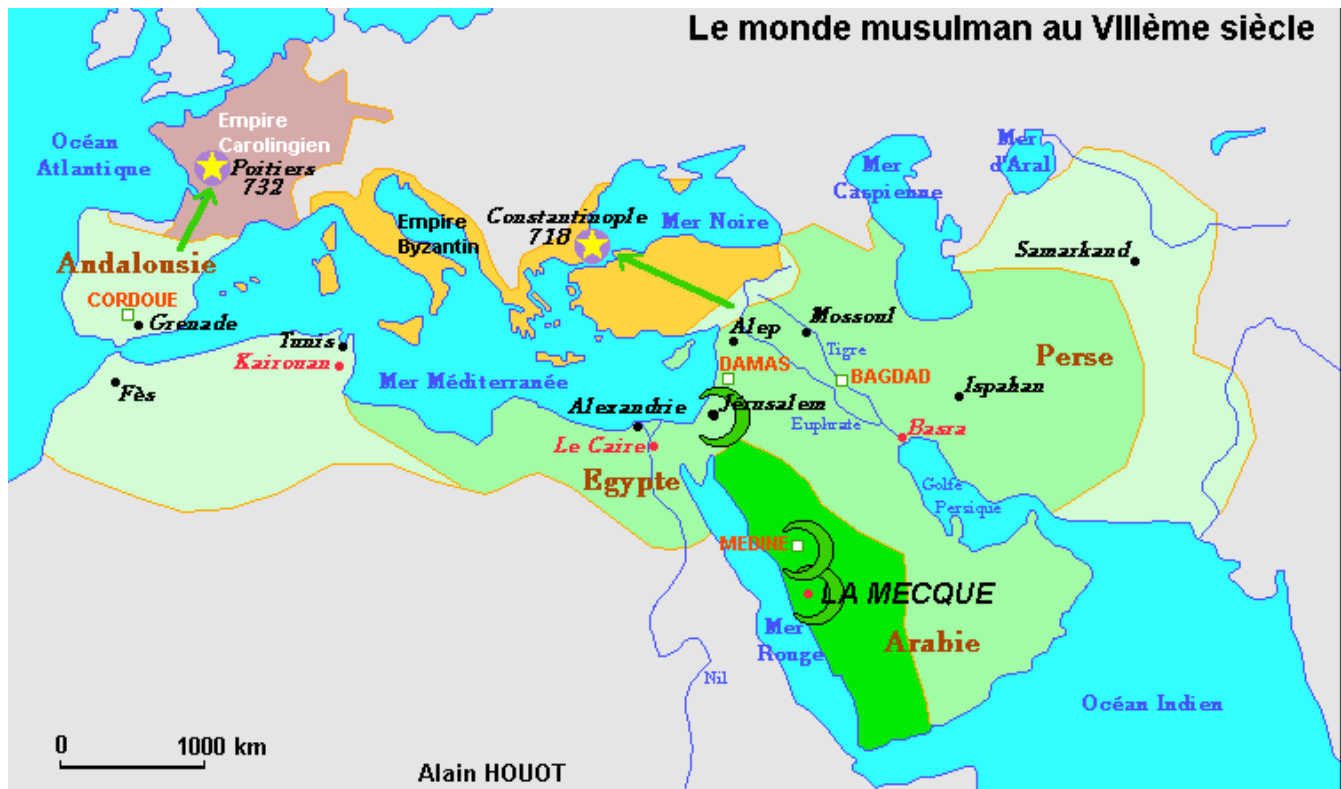 Le monde musulman au VIIIème siècle
Empire
Carolingien
Océan
Atlantique
Poitiers
732
Mer
d'Aral
Mer
Caspienne
Constantinople
718
Mer Noire
Empire
Byzantin
Samarkand
Andalousie
CORDOUE
Grenade
Tunis
Kairouan
Fès
Mer Méditerranée
Alep
Mossoul
Tigre
Perse
DAMAS
BAGDAD
Ispahan
Alexandrie
Jérusalem
Euphrate
Basra
Le Caire
Egypte
Golfe
Persique
MEDINE
LA MECQUE
Mer
Rouge
Arabie
Nil
Océan Indien
0 1000 km
Alain HOUOT